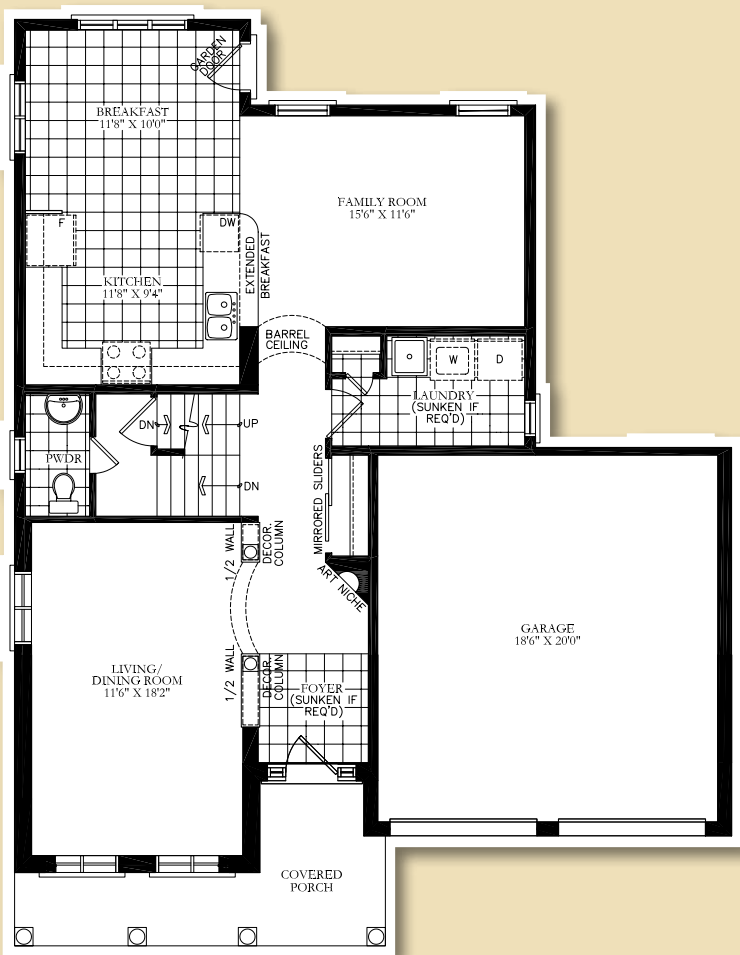 GARDEN
DOOR
BREAKFAST
11'8" X 10'0"
FAMILY ROOM
15'6" X 11'6"
F
DW
EXTENDED
BREAKFAST
KITCHEN
11'8" X 9'4"
BARREL
CEILING
W
D
LAUNDRY
(SUNKEN IF
REQ'D)
DN
UP
PWDR
DN
MIRRORED SLIDERS
1/2 WALL
DECOR.
COLUMN
ART NICHE
GARAGE
18'6" X 20'0"
LIVING/
DINING ROOM
11'6" X 18'2"
1/2 WALL
DECOR.
COLUMN
FOYER
(SUNKEN IF
REQ'D)
COVERED
PORCH